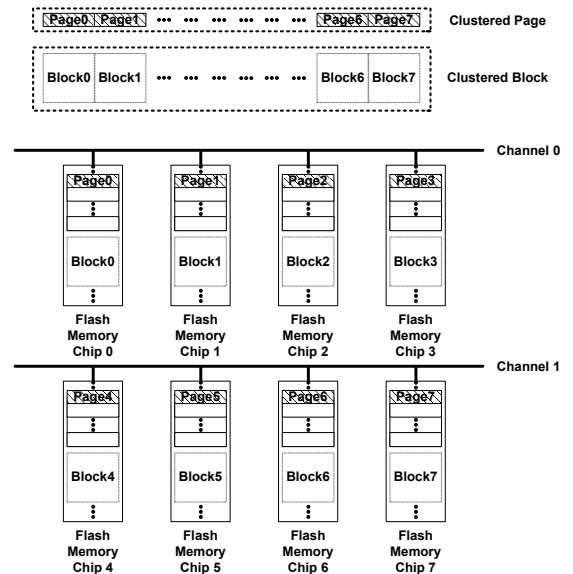 Page0 Page1 ... ... ... ... ... ... Page6 Page7 Clustered Page
Block0 Block1 ... ... ... ... ... ... Block6 Block7 Clustered Block
Channel 0
Page0 Page1 Page2 Page3
Block0 Block1 Block2 Block3
Flash Flash Flash Flash
Memory Memory Memory Memory
Chip 0 Chip 1 Chip 2 Chip 3
Channel 1
Page4 Page5 Page6 Page7
Block4 Block5 Block6 Block7
Flash Flash Flash Flash
Memory Memory Memory Memory
Chip 4 Chip 5 Chip 6 Chip 7